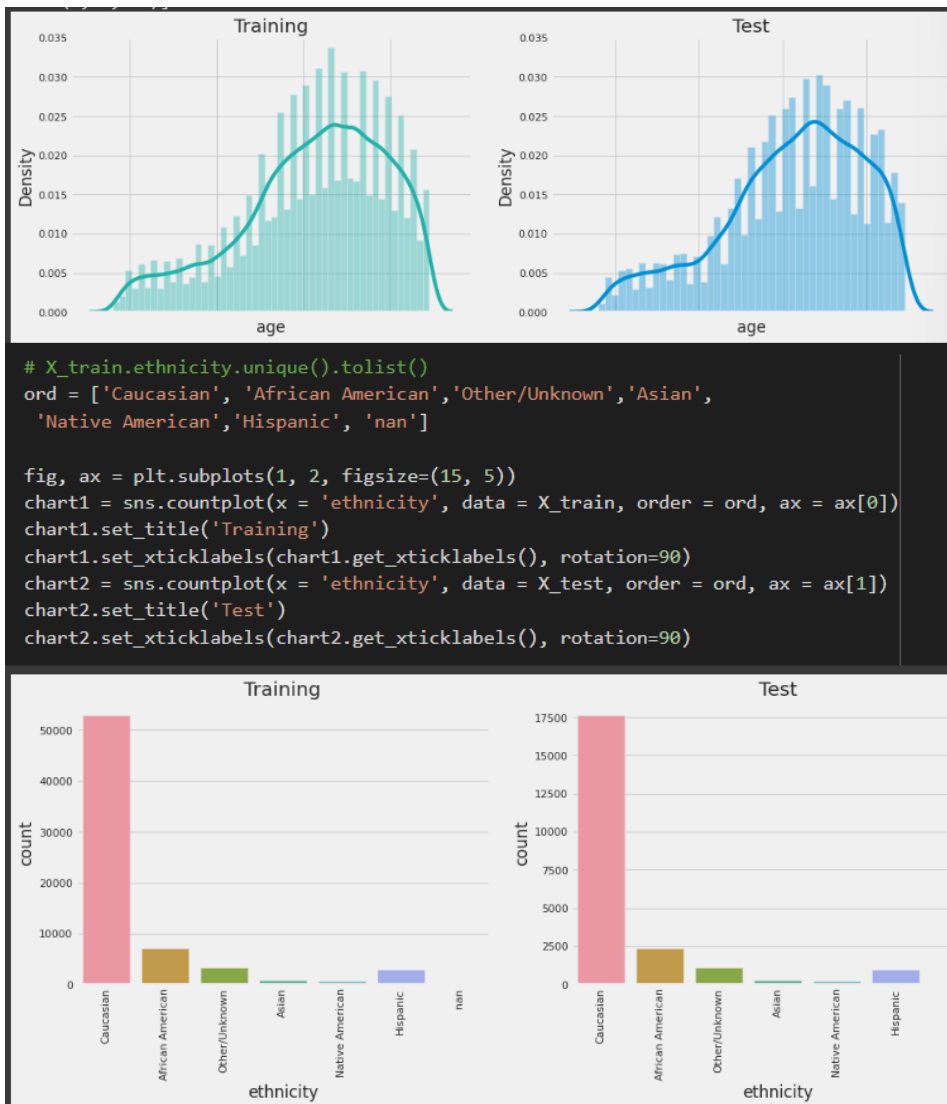 Training
Test
0.035
0.030
0.025
0.020
0.015
0.010
0.005
0.000
Density
age
0.035
0.030
0.025
0.020
0.015
0.010
0.005
0.000
Density
age
# X_train.ethnicity.unique().tolist()
ord = ['Caucasian', 'African American','Other/Unknown','Asian',
'Native American','Hispanic', 'nan']
fig, ax = plt.subplots(1, 2, figsize=(15, 5))
chart1 = sns.countplot(x = 'ethnicity', data = X_train, order = ord, ax = ax[0])
chart1.set_title('Training')
chart1.set_xticklabels(chart1.get_xticklabels(), rotation=90)
chart2 = sns.countplot(x = 'ethnicity', data = X_test, order = ord, ax = ax[1])
chart2.set_title('Test')
chart2.set_xticklabels(chart2.get_xticklabels(), rotation=90)
Training
50000
40000
30000
20000
10000
0
count
Caucasian
African American
Other/Unknown
Asian
Native American
Hispanic
nan
ethnicity
Test
17500
15000
12500
10000
7500
5000
2500
0
count
Caucasian
African American
Other/Unknown
Asian
Native American
Hispanic
ethnicity